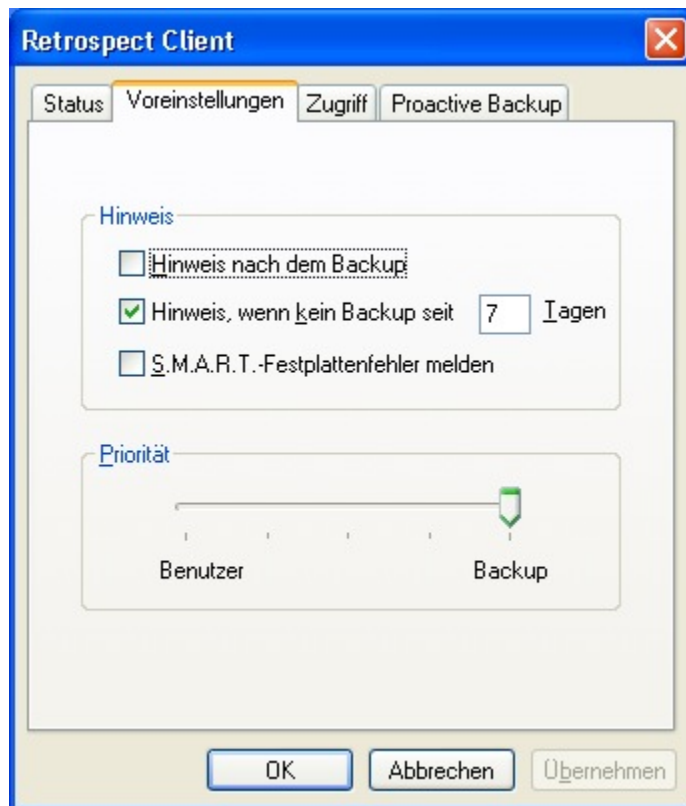 Retrospect Client
Status Voreinstellungen Zugriff Proactive Backup
Hinweis
Hinweis nach dem Backup
Hinweis, wenn kein Backup seit 7 Tagen
S.M.A.R.T.-Festplattenfehler melden
Priorität
Benutzer Backup
OK Abbrechen Übernehmen